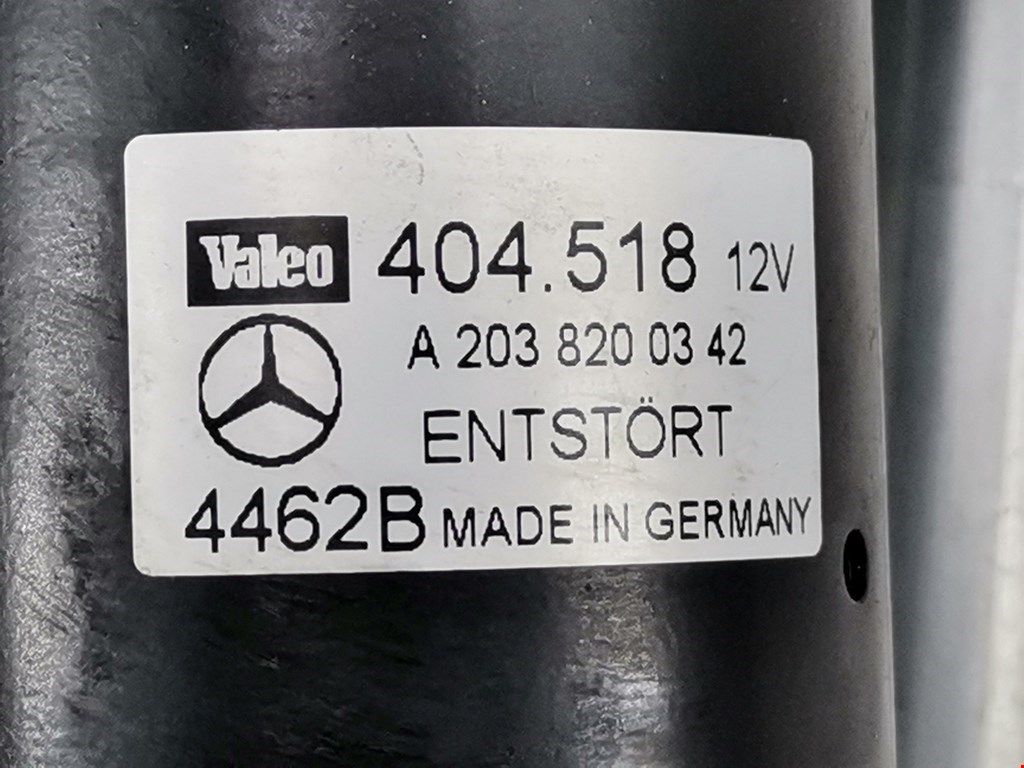 Valeo 404.518 12V
A 203 820 03 42
ENTSTÖRT
4462B MADE IN GERMANY